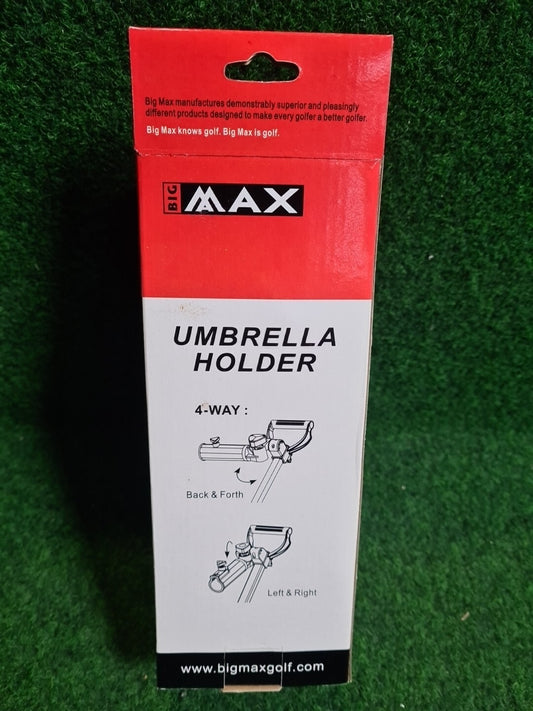 Big Max manufactures demonstrably superior and pleasingly
different products designed to make every golfer a better golfer.
Big Max knows golf. Big Max is golf.
BIG MAX
UMBRELLA
HOLDER
4-WAY :
Back & Forth
Left & Right
www.bigmaxgolf.com